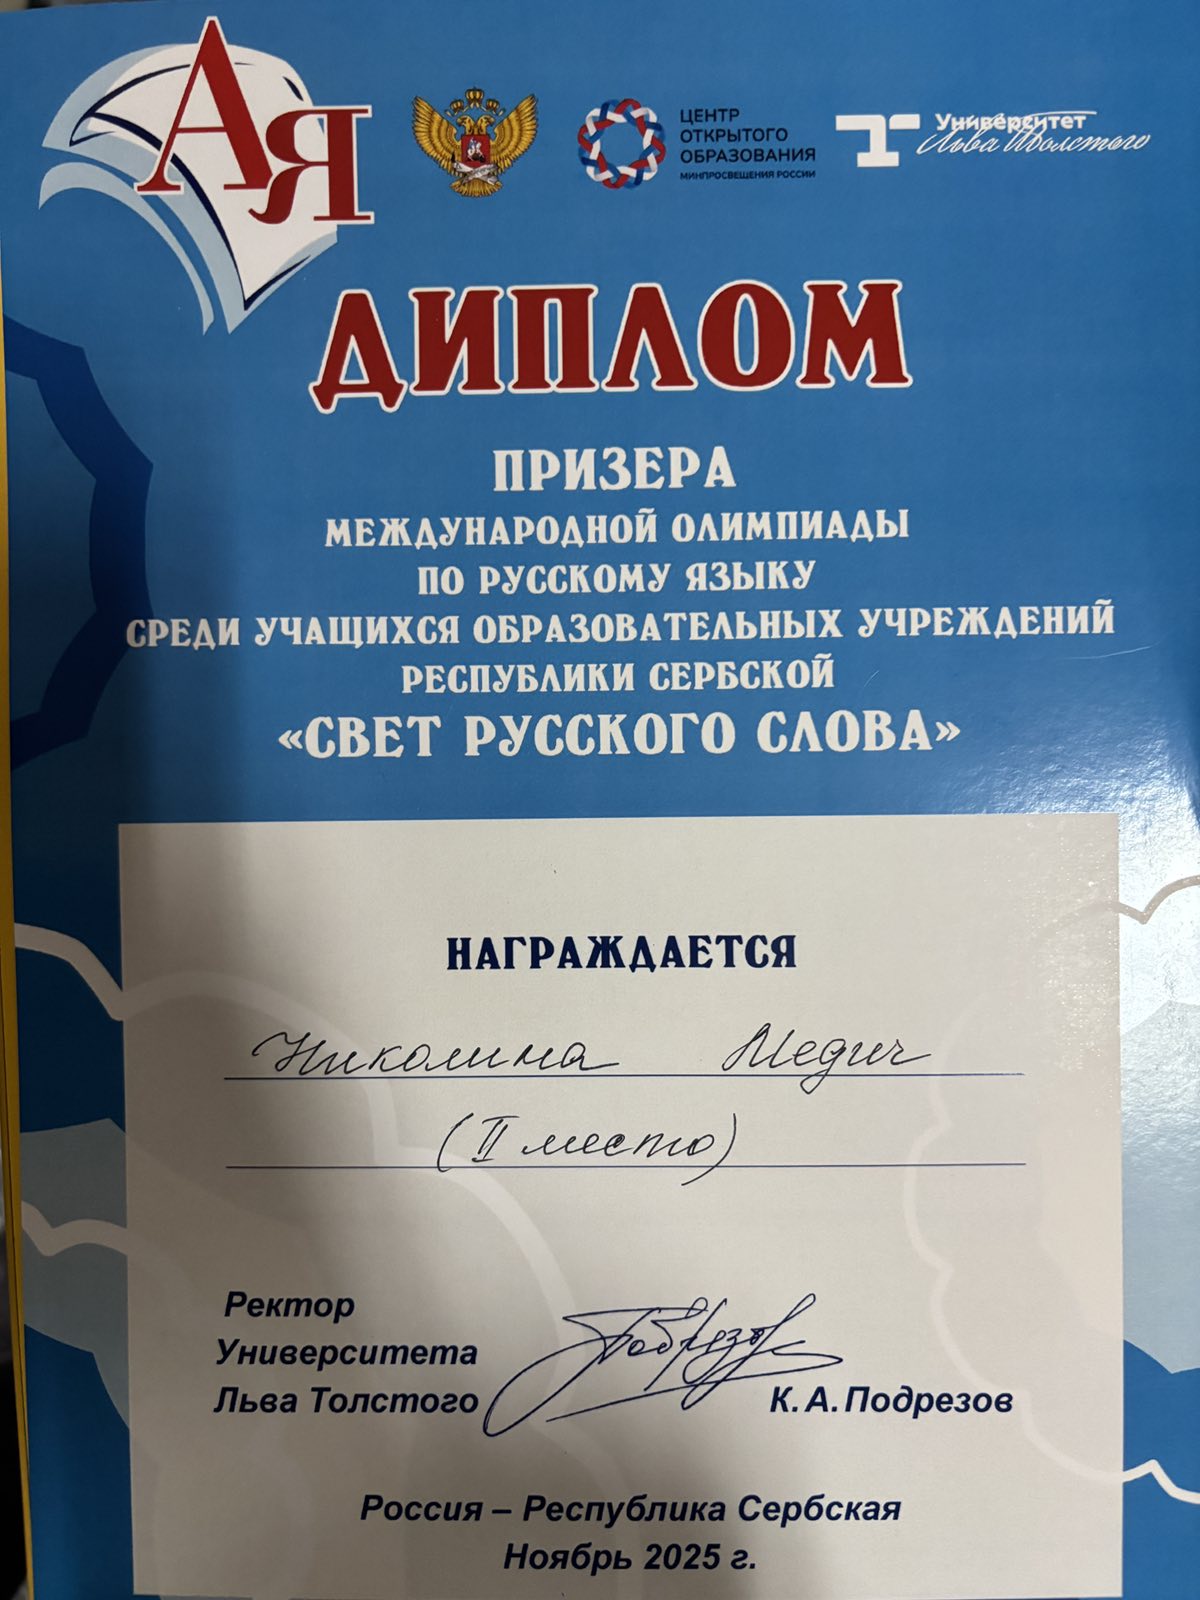 АЯ
ЦЕНТР
ОТКРЫТОГО
ОБРАЗОВАНИЯ
МИНПРОСВЕЩЕНИЯ РОССИИ
Университет
Льва Толстого
ДИПЛОМ
ПРИЗЕРА
МЕЖДУНАРОДНОЙ ОЛИМПИАДЫ
ПО РУССКОМУ ЯЗЫКУ
СРЕДИ УЧАЩИХСЯ ОБРАЗОВАТЕЛЬНЫХ УЧРЕЖДЕНИЙ
РЕСПУБЛИКИ СЕРБСКОЙ
«СВЕТ РУССКОГО СЛОВА»
НАГРАЖДАЕТСЯ
Николина Медич
(II место)
Ректор
Университета
Льва Толстого К. А. Подрезов
Россия – Республика Сербская
Ноябрь 2025 г.